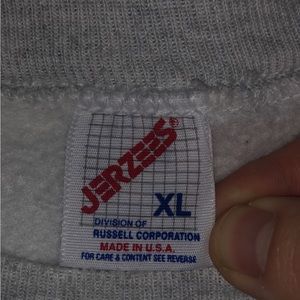 JERZEES®
XL
DIVISION OF
RUSSELL CORPORATION
MADE IN U.S.A.
FOR CARE & CONTENT SEE REVERSE